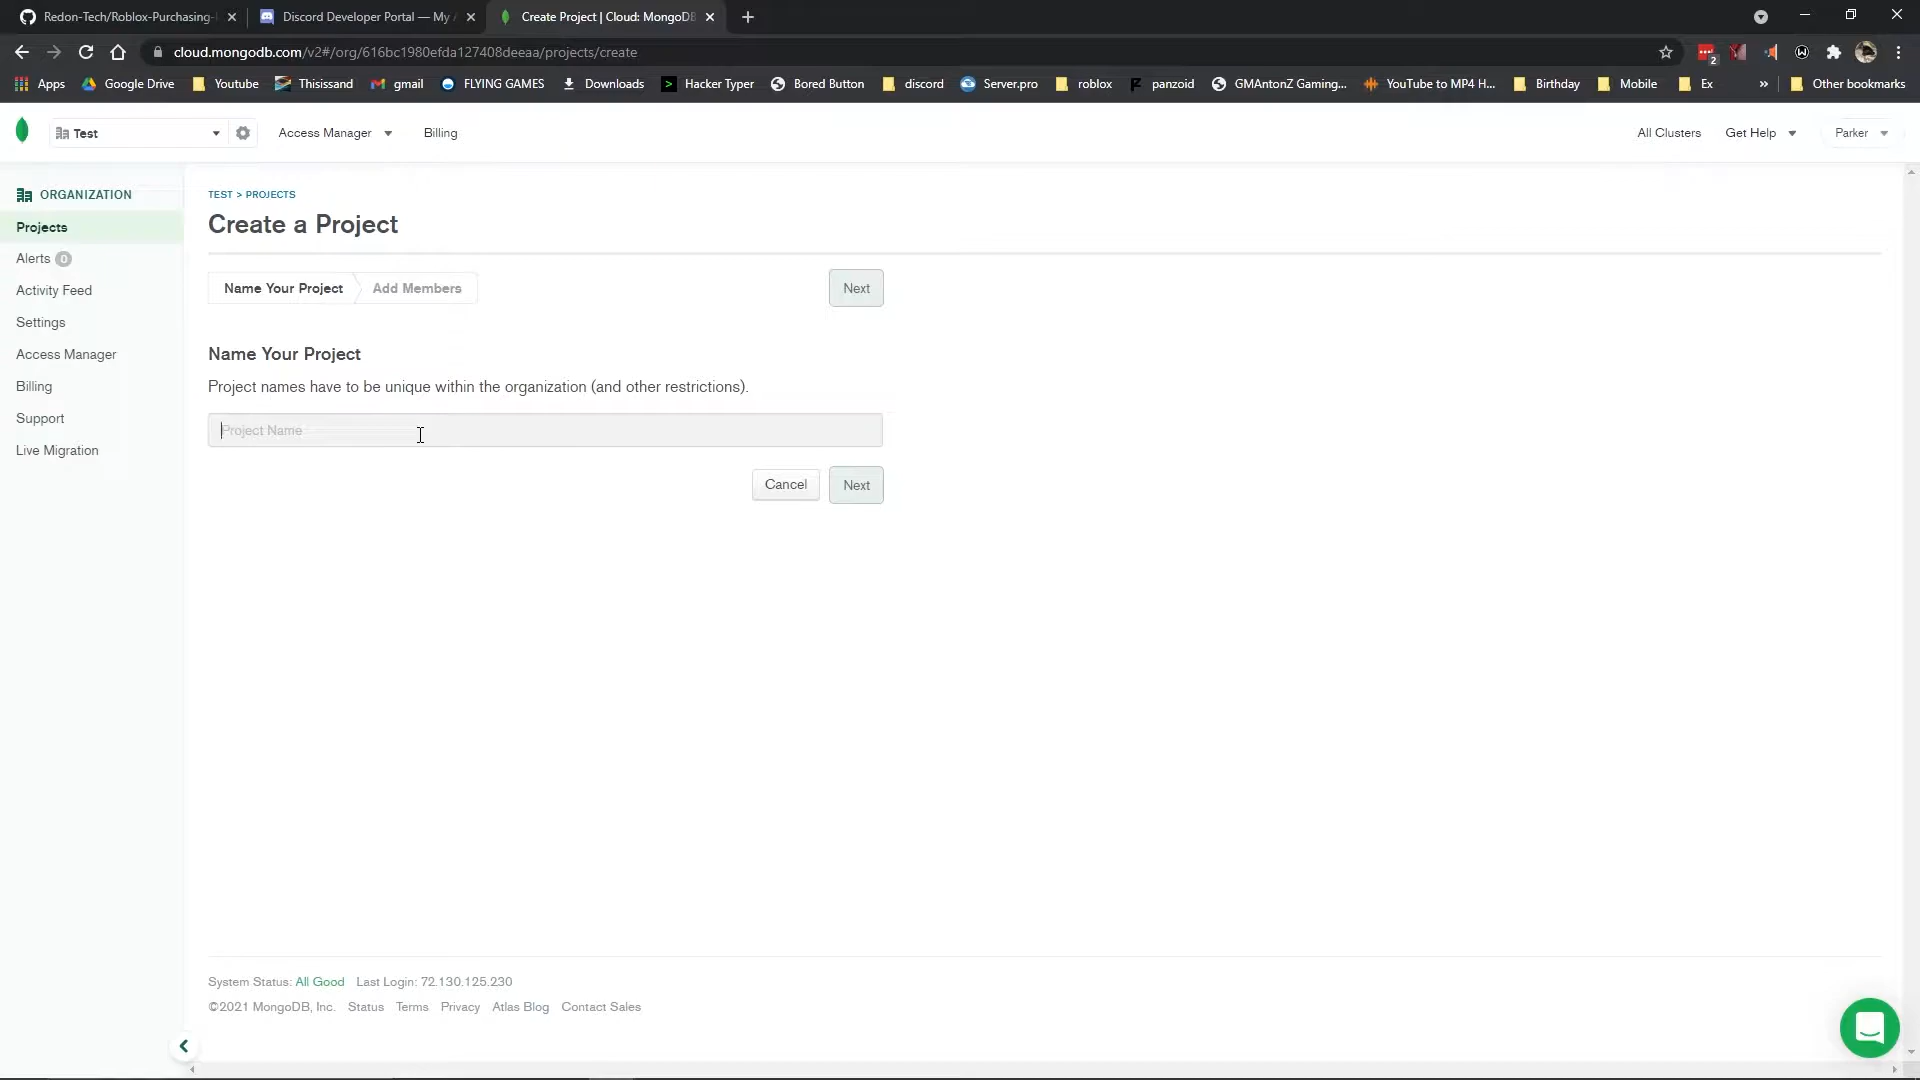 Redon-Tech/Roblox-Purchasing-
Discord Developer Portal — My
Create Project | Cloud: MongoDB
cloud.mongodb.com/v2#/org/616bc1980efda127408deeaa/projects/create
2
Apps Google Drive Youtube Thisissand gmail FLYING GAMES Downloads Hacker Typer Bored Button discord Server.pro roblox panzoid GMAntonZ Gaming... YouTube to MP4 H... Birthday Mobile Ex » Other bookmarks
Test Access Manager Billing All Clusters Get Help Parker
ORGANIZATION
Projects
Alerts 0
Activity Feed
Settings
Access Manager
Billing
Support
Live Migration
TEST > PROJECTS
Create a Project
Name Your Project Add Members Next
Name Your Project
Project names have to be unique within the organization (and other restrictions).
Project Name
Cancel Next
System Status: All Good Last Login: 72.130.125.230
©2021 MongoDB, Inc. Status Terms Privacy Atlas Blog Contact Sales